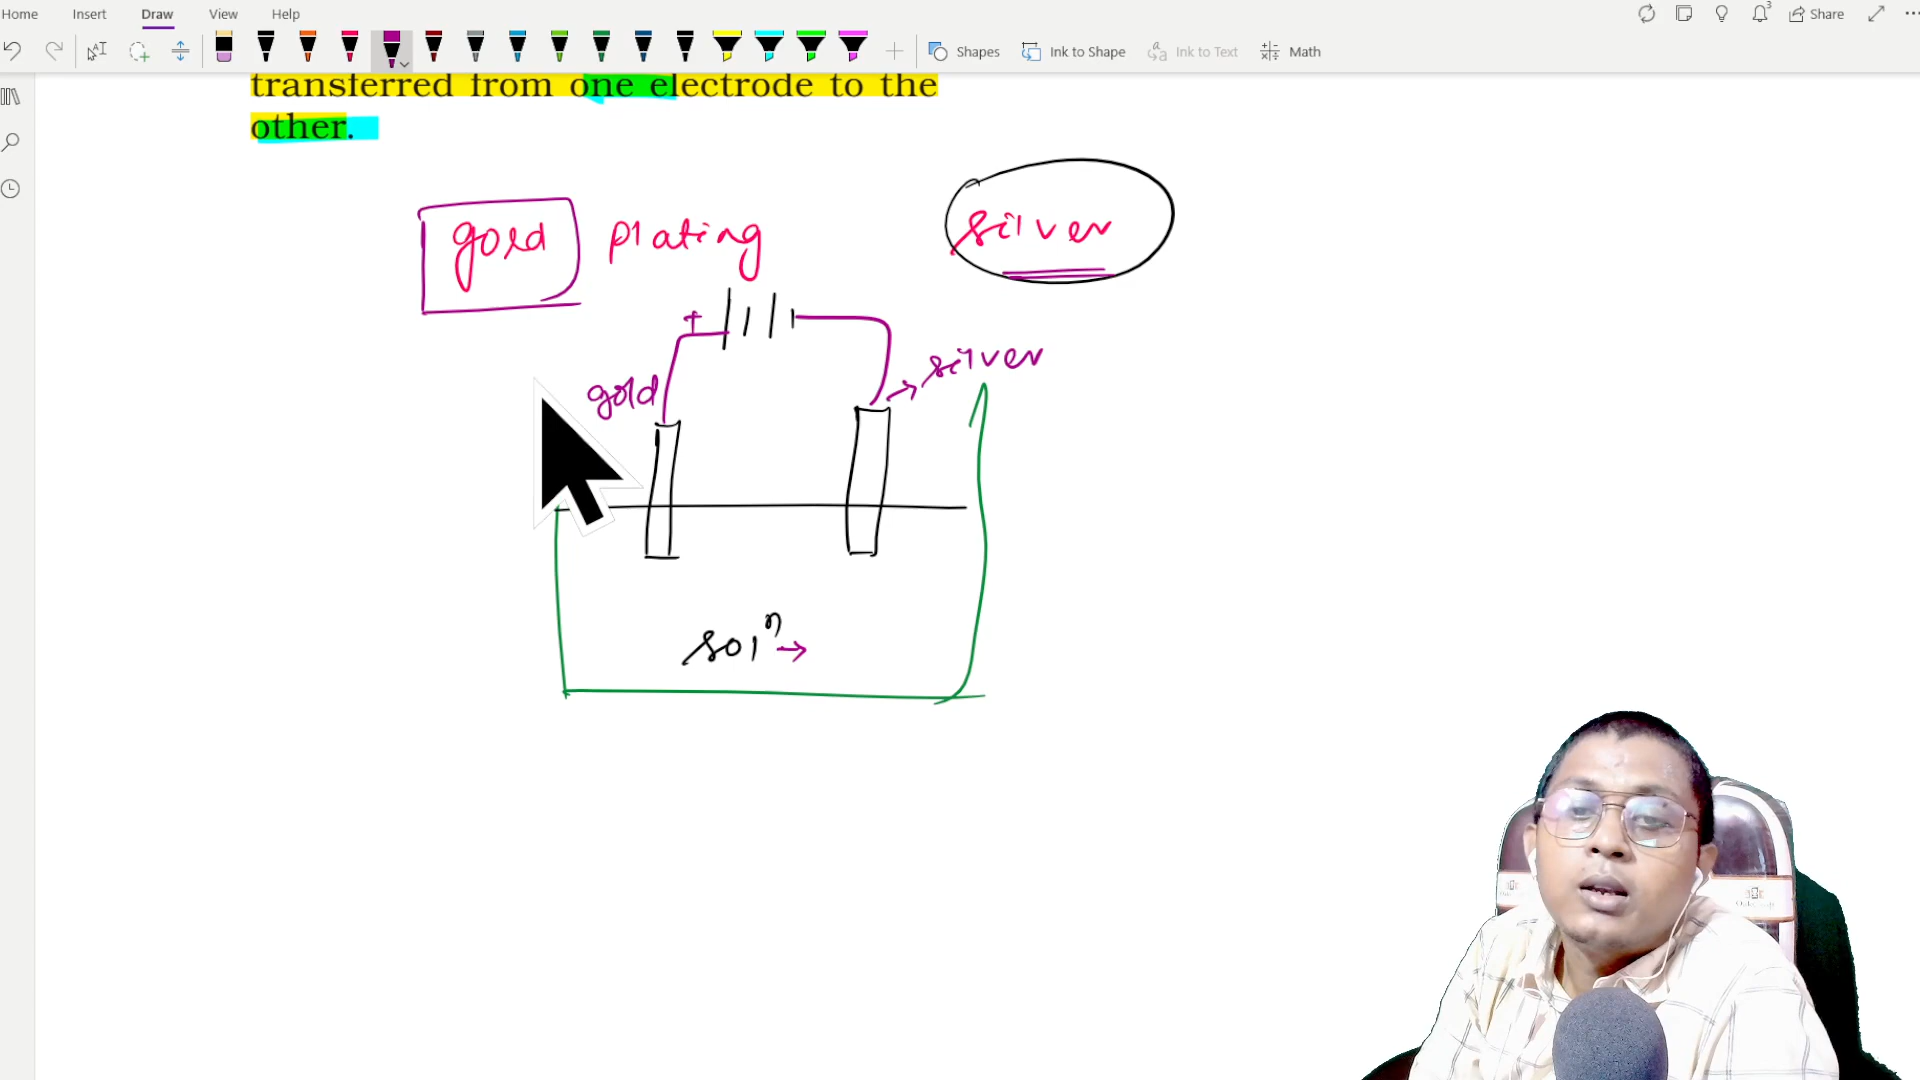 Home Insert Draw View Help
3 Share
Shapes Ink to Shape Ink to Text Math
transferred from one electrode to the
other.
gold plating silver
+
gold
silver
solⁿ →